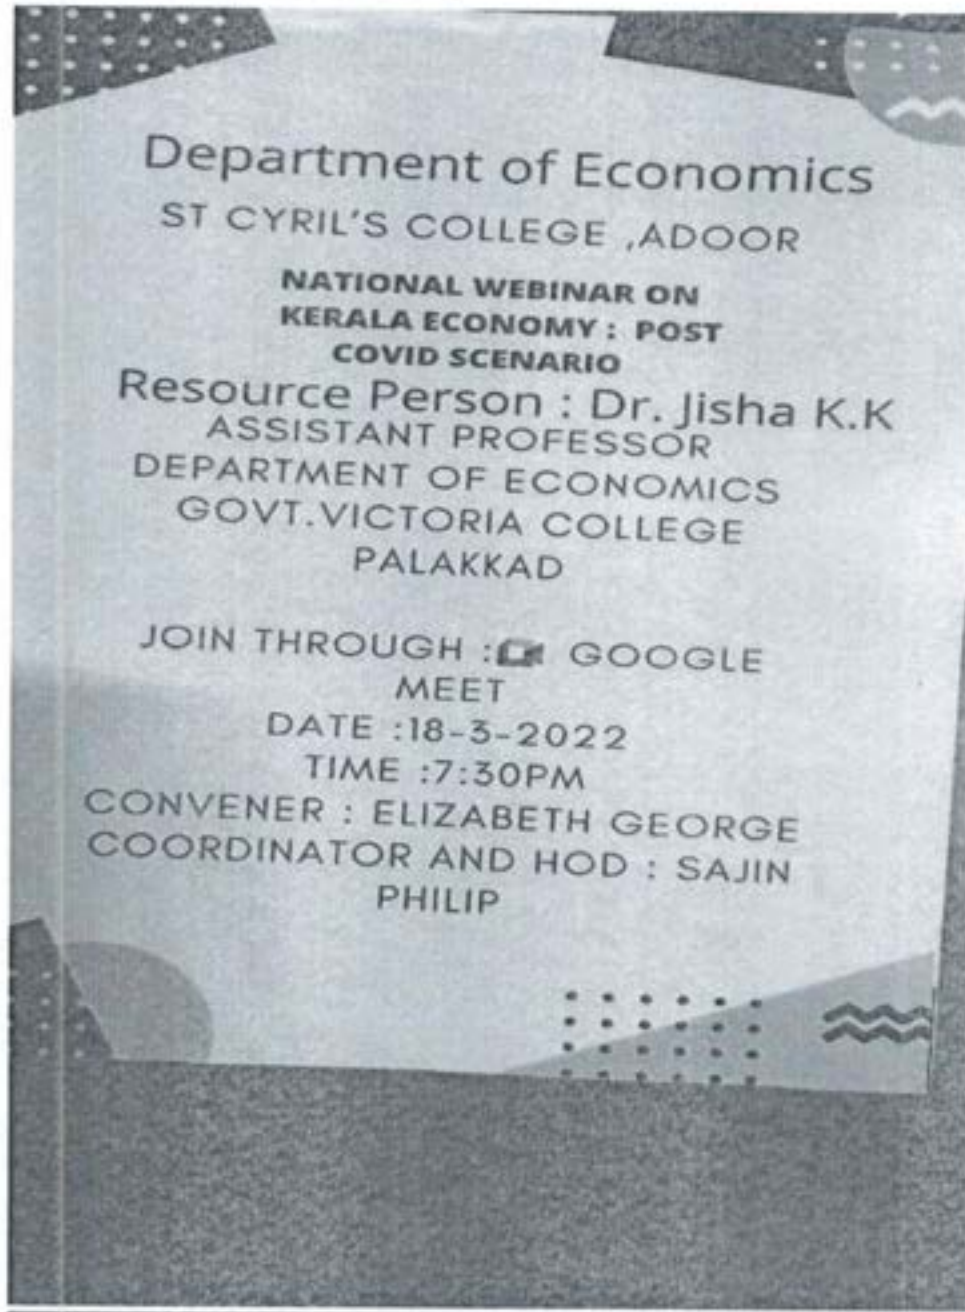 Department of Economics
ST CYRIL'S COLLEGE ,ADOOR
NATIONAL WEBINAR ON
KERALA ECONOMY : POST
COVID SCENARIO
Resource Person : Dr. Jisha K.K
ASSISTANT PROFESSOR
DEPARTMENT OF ECONOMICS
GOVT.VICTORIA COLLEGE
PALAKKAD
JOIN THROUGH : GOOGLE
MEET
DATE :18-3-2022
TIME :7:30PM
CONVENER : ELIZABETH GEORGE
COORDINATOR AND HOD : SAJIN
PHILIP